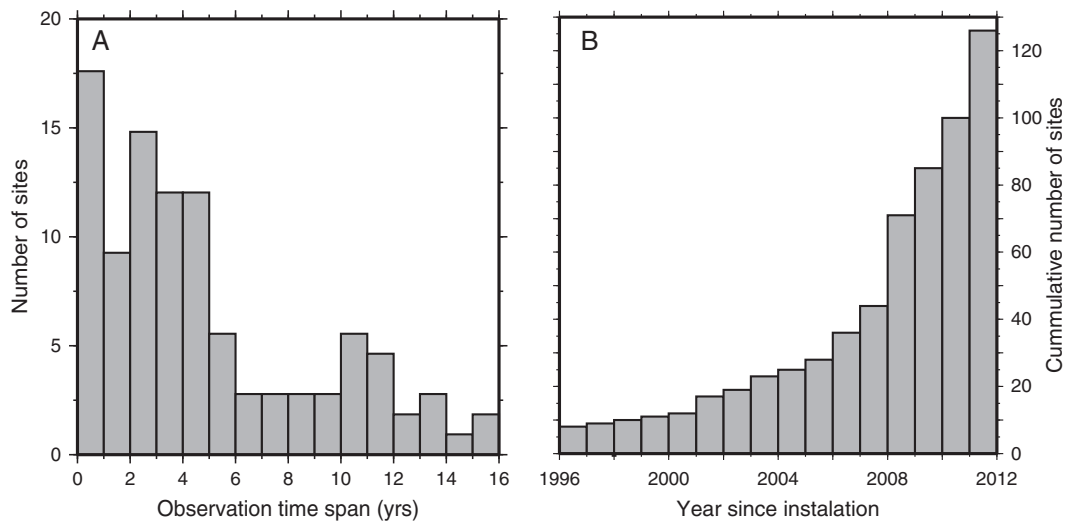 A
Number of sites
20
15
10
5
0
0 2 4 6 8 10 12 14 16
Observation time span (yrs)
B
Cummulative number of sites
120
100
80
60
40
20
0
1996 2000 2004 2008 2012
Year since instalation